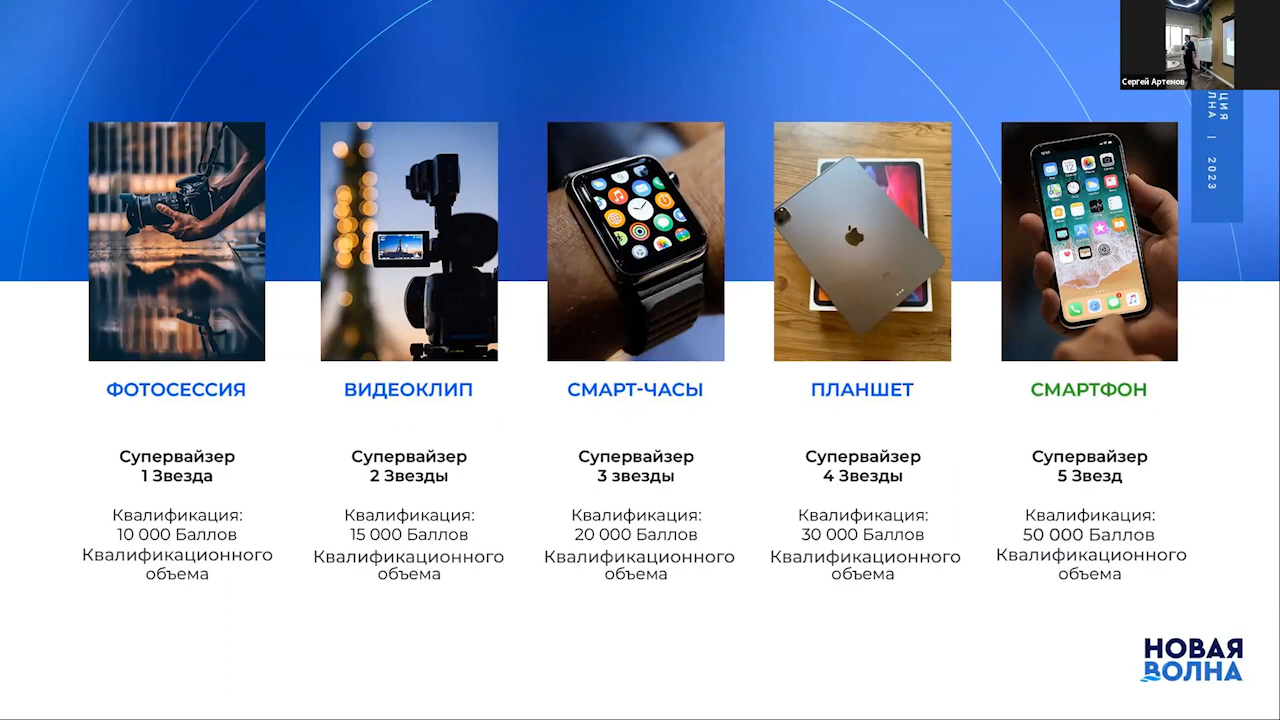 Сергей Артемов
ЦИЯ
ЛНА | 2023
ФОТОСЕССИЯ
Супервайзер
1 Звезда
Квалификация:
10 000 Баллов
Квалификационного
объема
ВИДЕОКЛИП
Супервайзер
2 Звезды
Квалификация:
15 000 Баллов
Квалификационного
объема
СМАРТ-ЧАСЫ
Супервайзер
3 звезды
Квалификация:
20 000 Баллов
Квалификационного
объема
ПЛАНШЕТ
Супервайзер
4 Звезды
Квалификация:
30 000 Баллов
Квалификационного
объема
СМАРТФОН
Супервайзер
5 Звезд
Квалификация:
50 000 Баллов
Квалификационного
объема
НОВАЯ
ВОЛНА